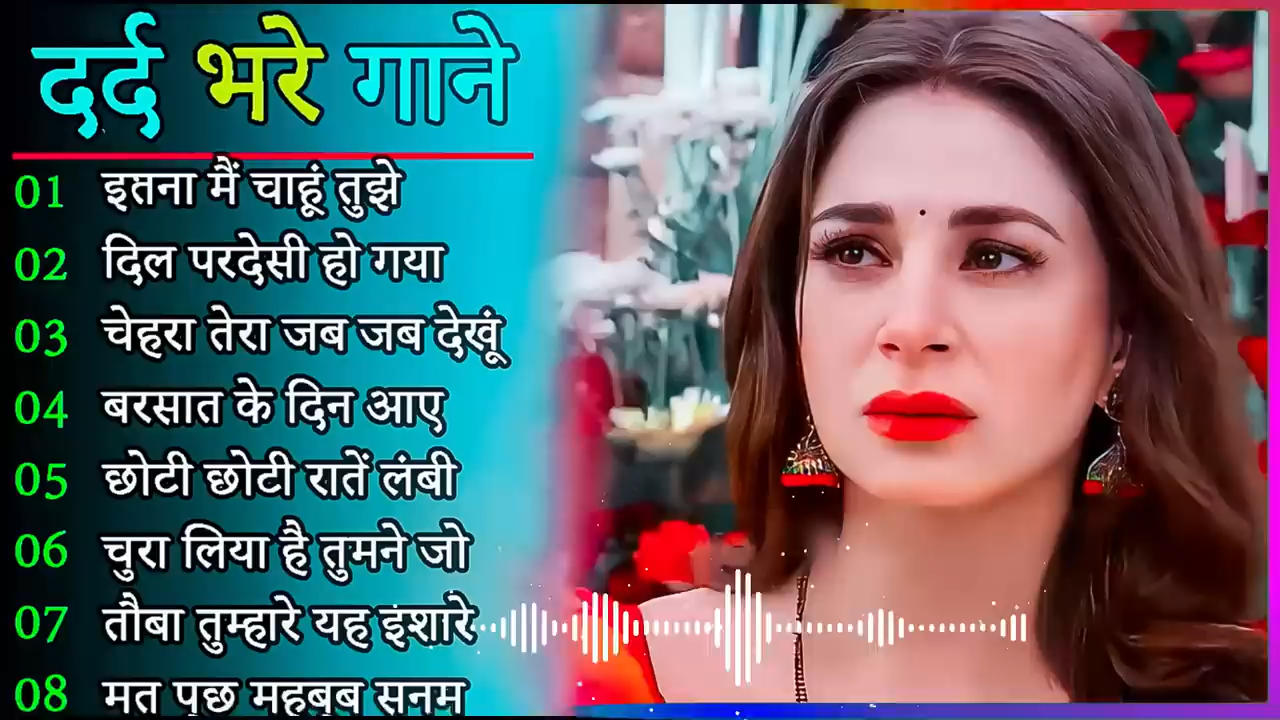 दर्द भरे गाने
01 इतना मैं चाहूं तुझे
02 दिल परदेसी हो गया
03 चेहरा तेरा जब जब देखूं
04 बरसात के दिन आए
05 छोटी छोटी रातें लंबी
06 चुरा लिया है तुमने जो
07 तौबा तुम्हारे यह इंशारे
08 मत पूछ महबूब सनम